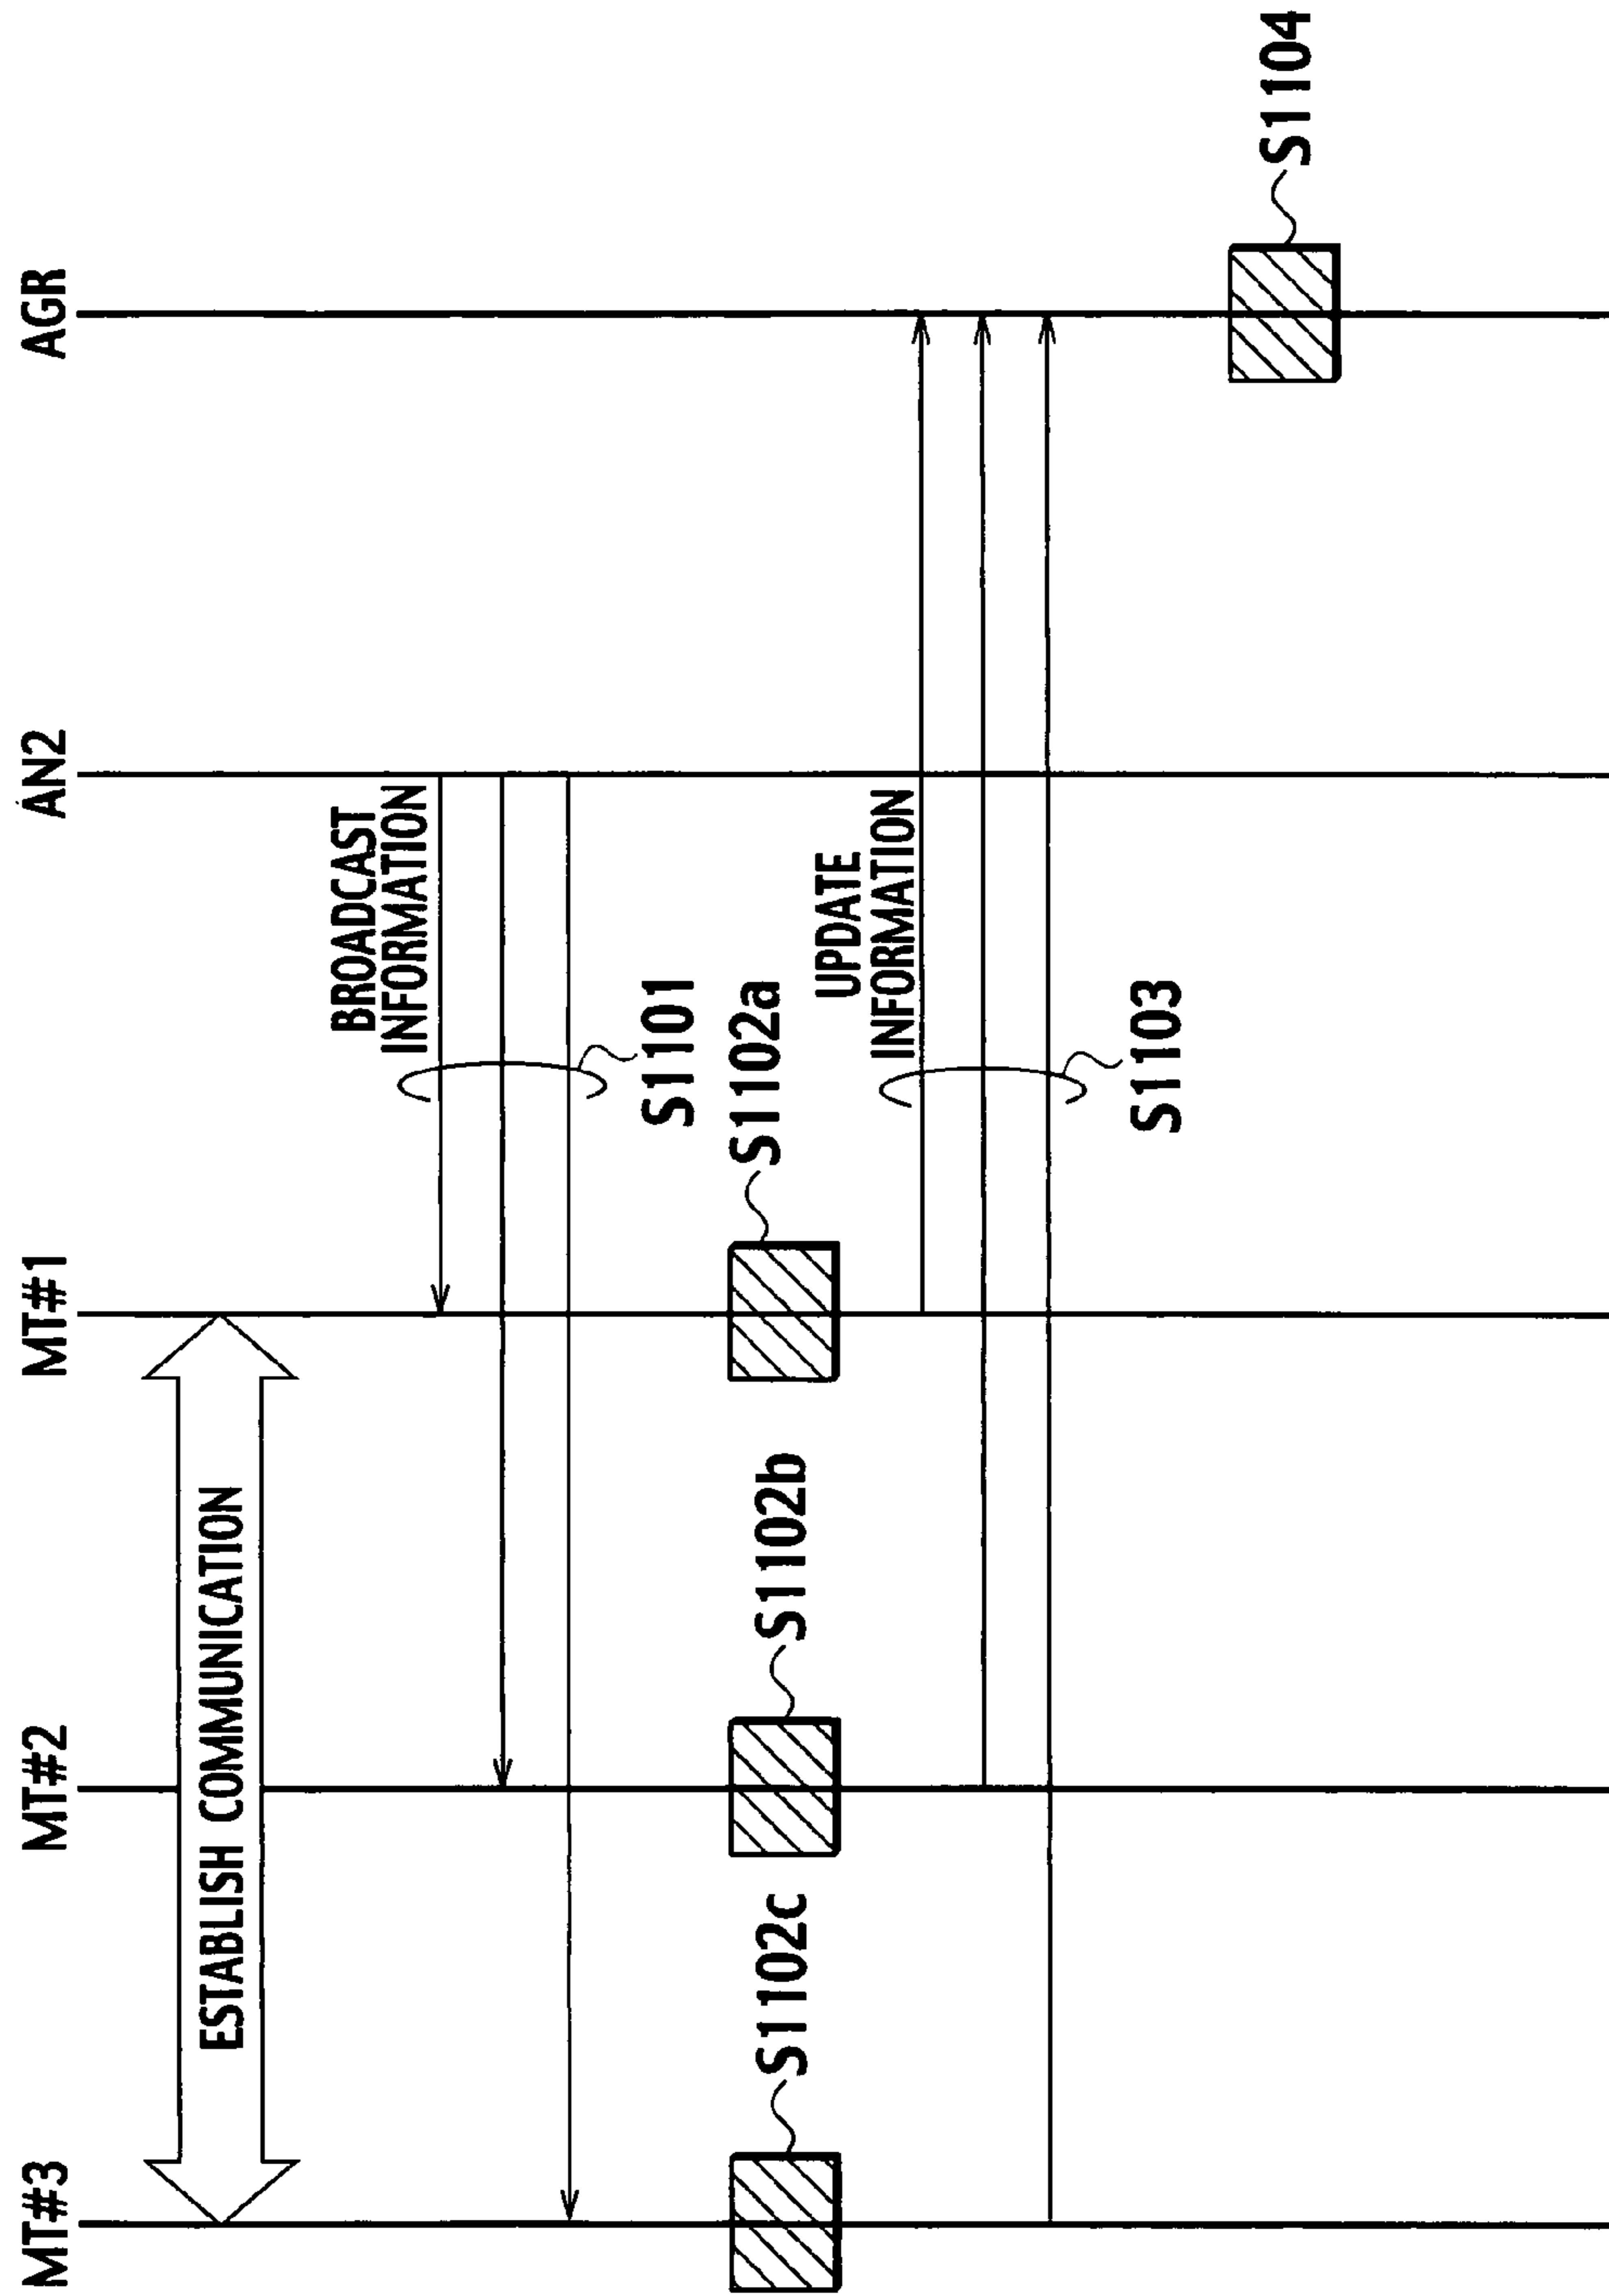 MT#3
MT#2
MT#1
AN2
AGR
ESTABLISH COMMUNICATION
BROADCAST
INFORMATION
S1101
S1102c
S1102b
S1102a
UPDATE
INFORMATION
S1103
S1104